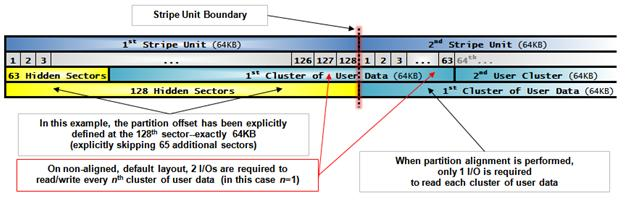 Stripe Unit Boundary
1st Stripe Unit (64KB) 2nd Stripe Unit (64KB)
1 2 3 ... 126 127 128 1 2 3 ... 63 64th...
63 Hidden Sectors 1st Cluster of User Data (64KB) 2nd User Cluster (64KB)
128 Hidden Sectors 1st Cluster of User Data (64KB)
In this example, the partition offset has been explicitly
defined at the 128th sector--exactly 64KB
(explicitly skipping 65 additional sectors)
On non-aligned, default layout, 2 I/Os are required to
read/write every nth cluster of user data (in this case n=1)
When partition alignment is performed,
only 1 I/O is required
to read each cluster of user data